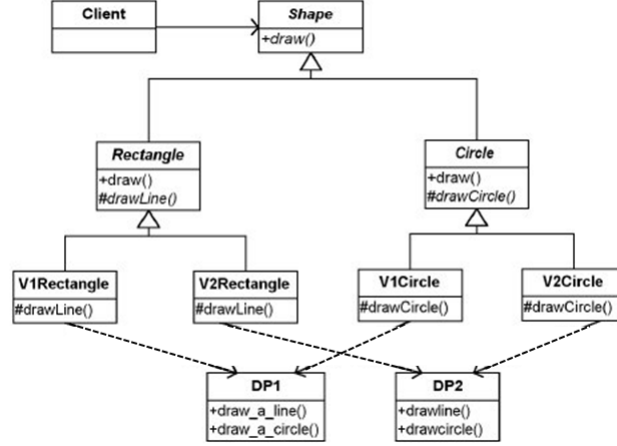 Client
Shape
+draw()
Rectangle
+draw()
#drawLine()
Circle
+draw()
#drawCircle()
V1Rectangle
#drawLine()
V2Rectangle
#drawLine()
V1Circle
#drawCircle()
V2Circle
#drawCircle()
DP1
+draw_a_line()
+draw_a_circle()
DP2
+drawline()
+drawcircle()